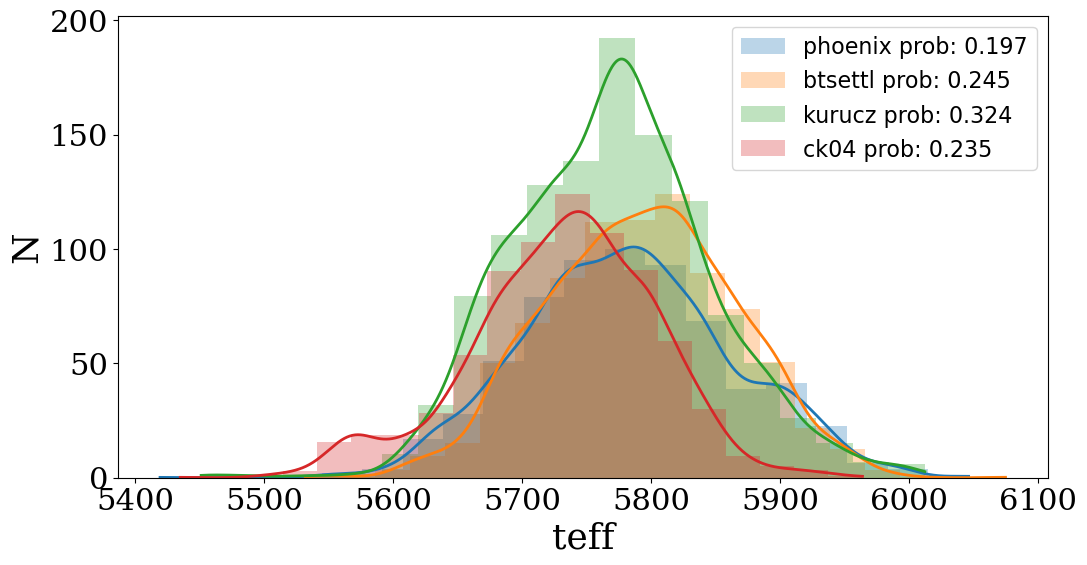 200
150
100
50
0
N
phoenix prob: 0.197
btsettl prob: 0.245
kurucz prob: 0.324
ck04 prob: 0.235
5400 5500 5600 5700 5800 5900 6000 6100
teff